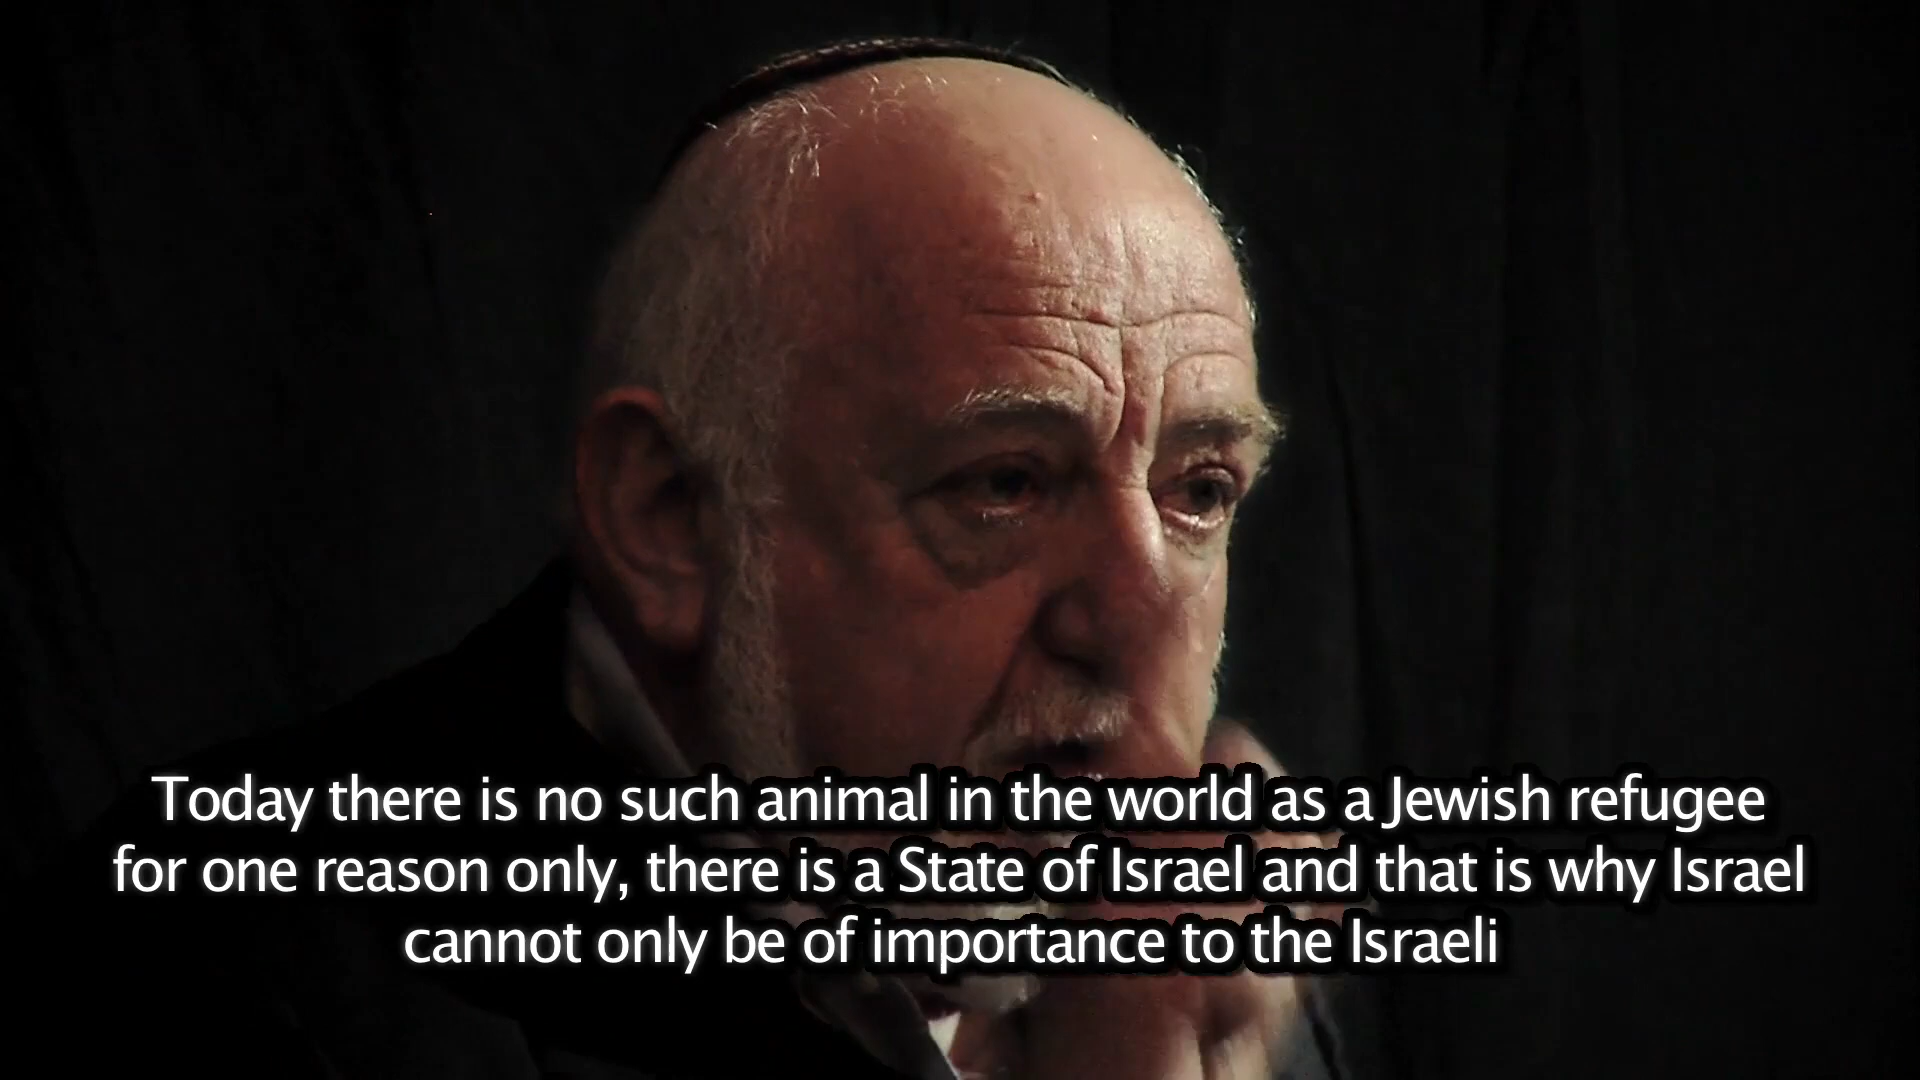 Today there is no such animal in the world as a Jewish refugee
for one reason only, there is a State of Israel and that is why Israel
cannot only be of importance to the Israeli